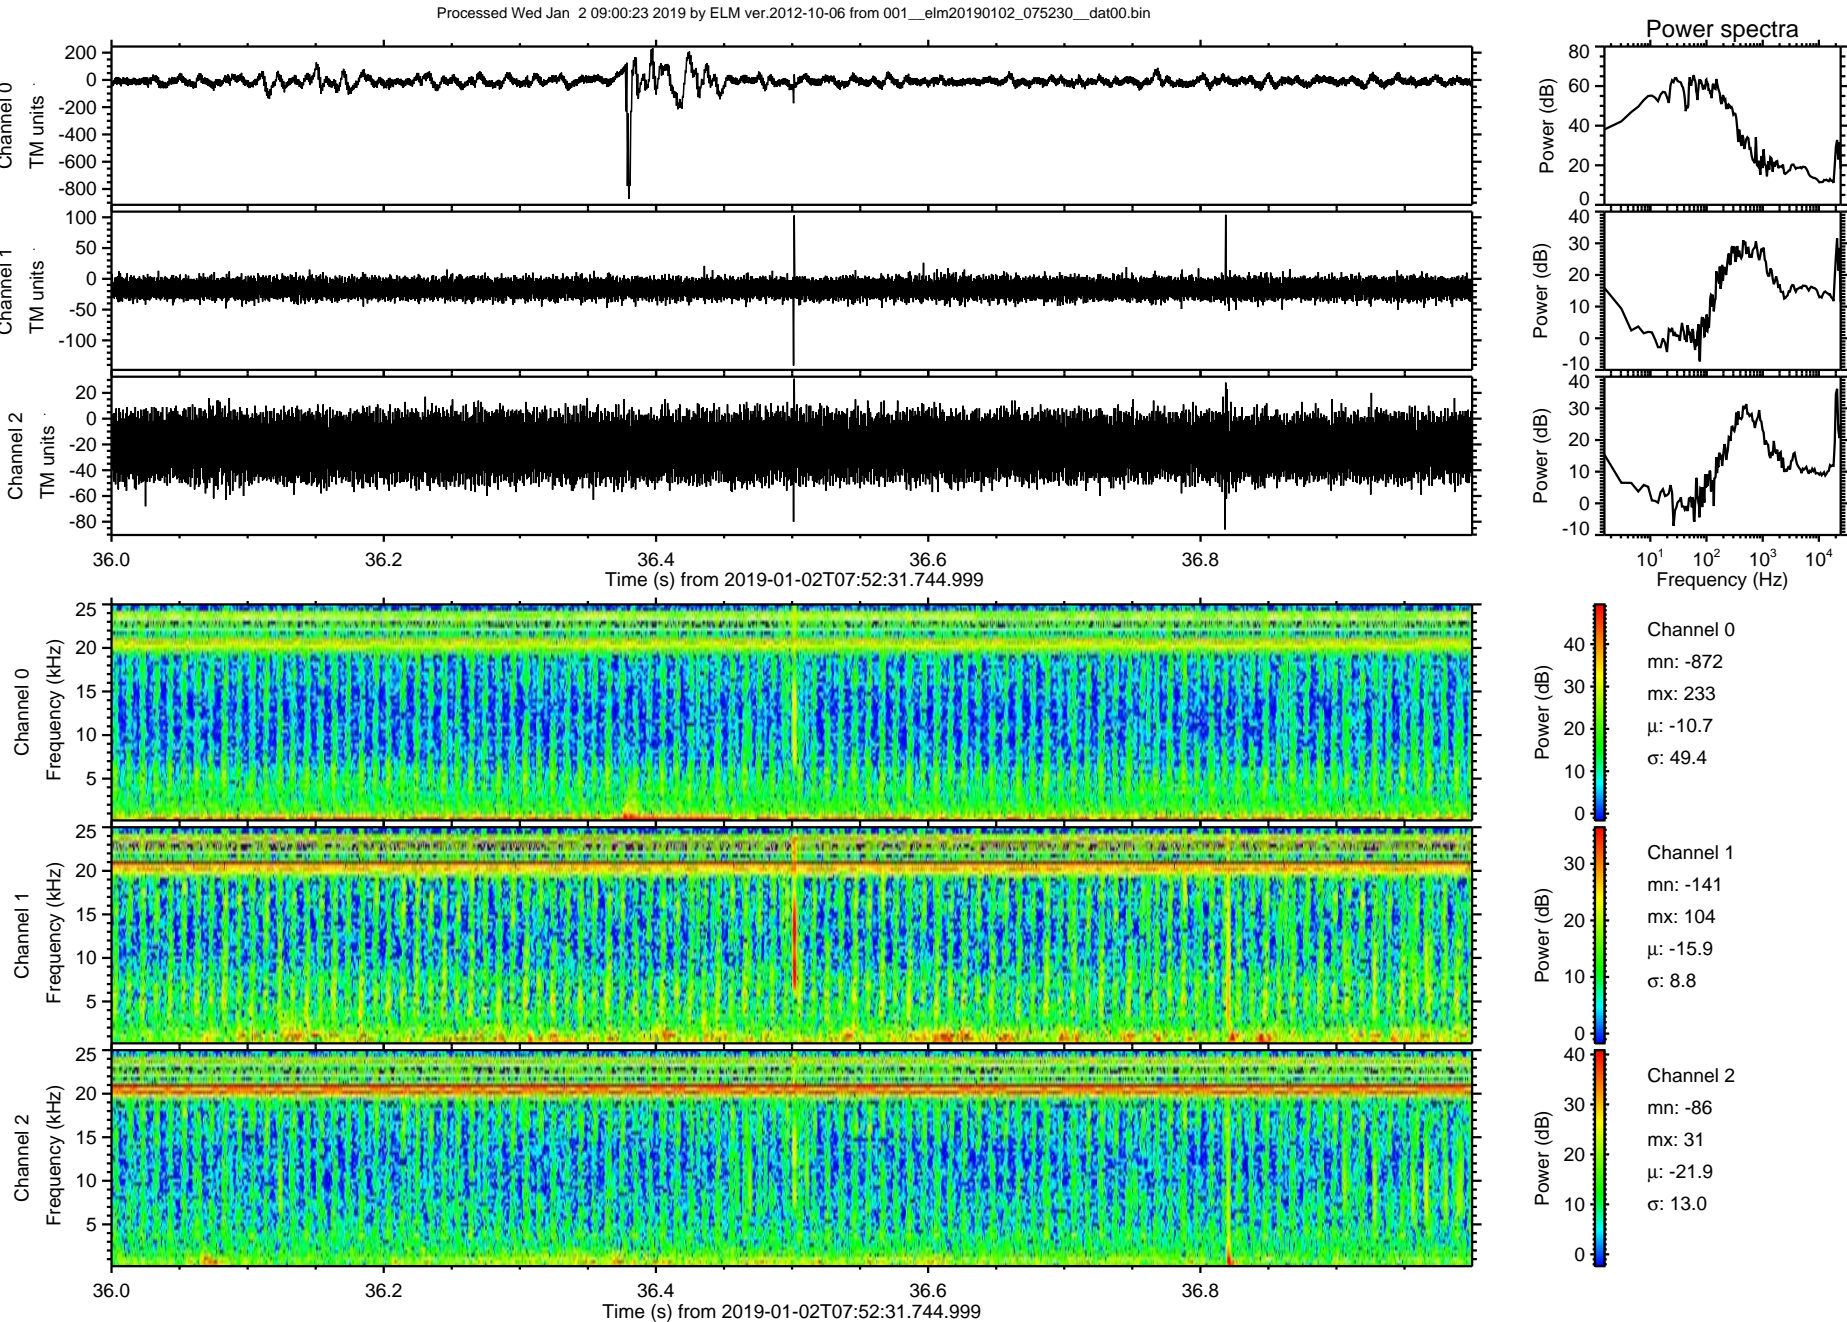 Processed Wed Jan  2 09:00:23 2019 by ELM ver.2012-10-06 from 001__elm20190102_075230__dat00.bin
Power spectra
Channel 0
TM units
200
0
-200
-400
-600
-800
Power (dB)
80
60
40
20
0
Channel 1
TM units
100
50
0
-50
-100
Power (dB)
40
30
20
10
0
-10
Channel 2
TM units
20
0
-20
-40
-60
-80
Power (dB)
40
30
20
10
0
-10
36.0 36.2 36.4 36.6 36.8
Time (s) from 2019-01-02T07:52:31.744.999
10¹ 10² 10³ 10⁴
Frequency (Hz)
Channel 0
Frequency (kHz)
25
20
15
10
5
Power (dB)
40
30
20
10
0
Channel 0
mn: -872
mx: 233
μ: -10.7
σ: 49.4
Channel 1
Frequency (kHz)
25
20
15
10
5
Power (dB)
30
20
10
0
Channel 1
mn: -141
mx: 104
μ: -15.9
σ: 8.8
Channel 2
Frequency (kHz)
25
20
15
10
5
Power (dB)
40
30
20
10
0
Channel 2
mn: -86
mx: 31
μ: -21.9
σ: 13.0
36.0 36.2 36.4 36.6 36.8
Time (s) from 2019-01-02T07:52:31.744.999